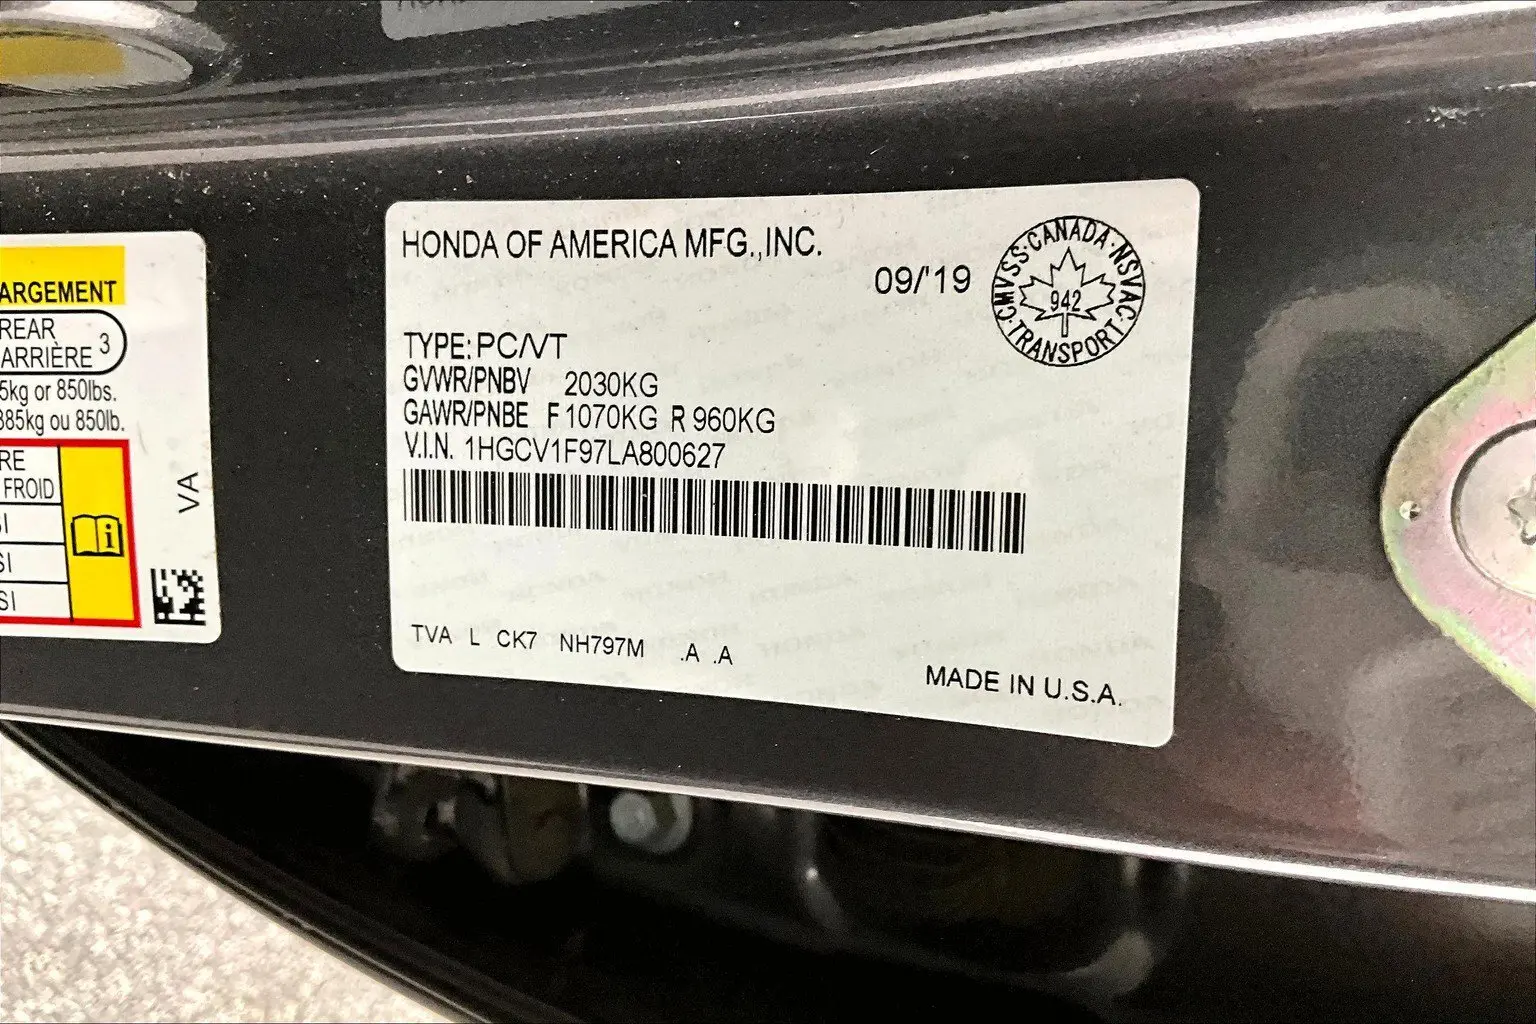 ARGEMENT
REAR
ARRIÈRE 3
5kg or 850lbs.
385kg ou 850lb.
RE
FROID
SI
SI
SI
VA
HONDA OF AMERICA MFG.,INC.
09/'19
CMVSS·CANADA·NSVAC·TRANSPORT·
942
TYPE: PC/VT
GVWR/PNBV 2030KG
GAWR/PNBE F 1070KG R 960KG
V.I.N. 1HGCV1F97LA800627
TVA L CK7 NH797M .A .A
MADE IN U.S.A.